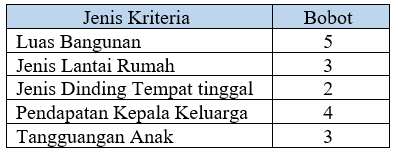 Jenis Kriteria Bobot
Luas Bangunan 5
Jenis Lantai Rumah 3
Jenis Dinding Tempat tinggal 2
Pendapatan Kepala Keluarga 4
Tangguangan Anak 3